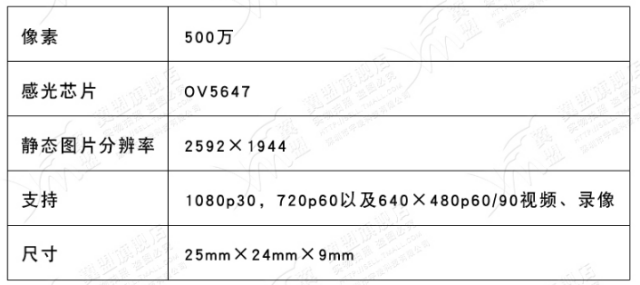 像素 500万
感光芯片 OV5647
静态图片分辨率 2592×1944
支持 1080p30，720p60以及640×480p60/90视频、录像
尺寸 25mm×24mm×9mm